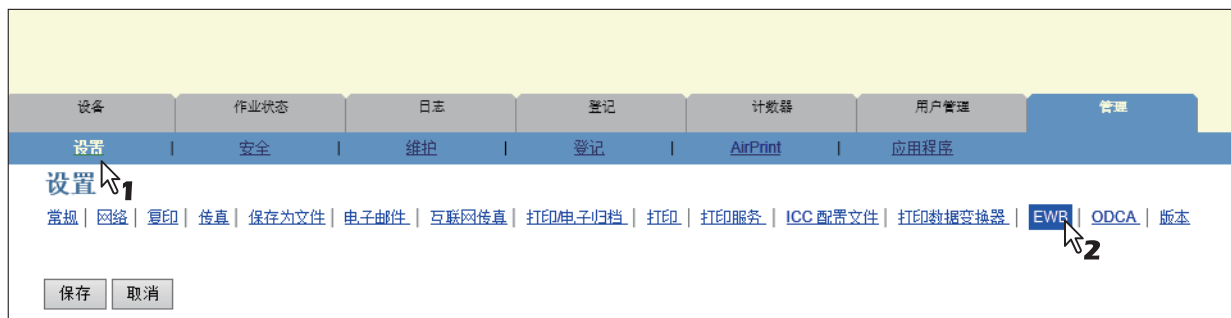 设备 作业状态 日志 登记 计数器 用户管理 管理
设置 | 安全 | 维护 | 登记 | AirPrint | 应用程序
设置 1
常规 | 网络 | 复印 | 传真 | 保存为文件 | 电子邮件 | 互联网传真 | 打印/电子归档 | 打印 | 打印服务 | ICC 配置文件 | 打印数据变换器 | EWB | ODCA | 版本
2
保存 取消